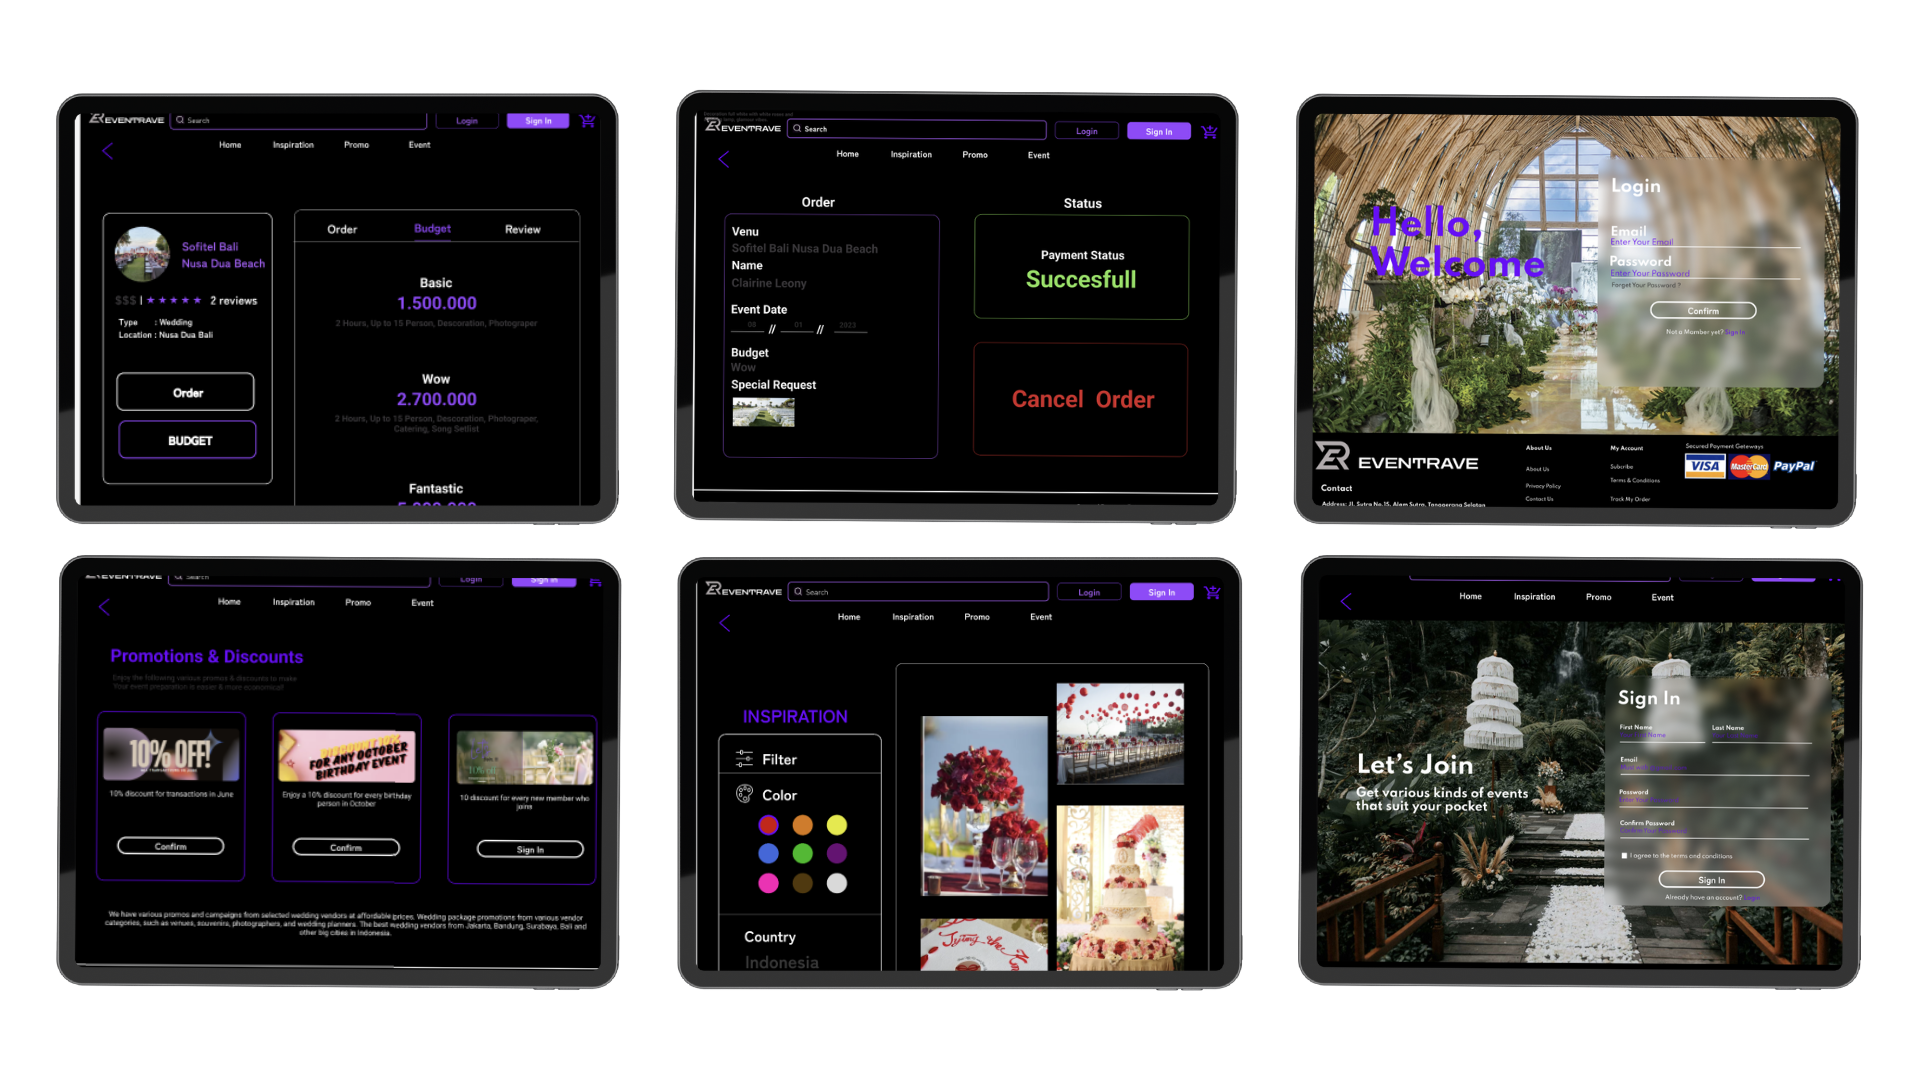 EVENTRAVE
Search
Login
Sign In
Home
Inspiration
Promo
Event
Sofitel Bali
Nusa Dua Beach
$$$ | ★ ★ ★ ★ ★ 2 reviews
Type : Wedding
Location : Nusa Dua Bali
Order
BUDGET
Order
Budget
Review
Basic
1.500.000
2 Hours, Up to 15 Person, Descoration, Photograper
Wow
2.700.000
2 Hours, Up to 15 Person, Descoration, Photograper,
Catering, Song Setlist
Fantastic
EVENTRAVE
Search
Login
Sign In
Home
Inspiration
Promo
Event
Order
Venu
Sofitel Bali Nusa Dua Beach
Name
Clairine Leony
Event Date
08 // 01 // 2023
Budget
Wow
Special Request
Status
Payment Status
Succesfull
Cancel Order
Hello,
Welcome
Login
Email
Enter Your Email
Password
Enter Your Password
Forget Your Password ?
Confirm
Not a Member yet? Sign In
EVENTRAVE
Contact
Address: Jl. Sutra No.15, Alam Sutra, Tanggerang Selatan
About Us
About Us
Privacy Policy
Contact Us
My Account
Subcribe
Terms & Conditions
Track My Order
Secured Payment Geteways
VISA
MasterCard
PayPal
EVENTRAVE
Search
Login
Sign In
Home
Inspiration
Promo
Event
Promotions & Discounts
Enjoy the following various promos & discounts to make
Your event preparation is easier & more economical!
10% OFF!
10% discount for transactions in June
Confirm
DISCOUNT 10%
FOR ANY OCTOBER
BIRTHDAY EVENT
Enjoy a 10% discount for every birthday
person in October
Confirm
10 discount for every new member who
joins
Sign In
We have various promos and campaigns from selected wedding vendors at affordable prices. Wedding package promotions from various vendor
categories, such as venues, souvenirs, photographers, and wedding planners. The best wedding vendors from Jakarta, Bandung, Surabaya, Bali and
other big cities in Indonesia.
EVENTRAVE
Search
Login
Sign In
Home
Inspiration
Promo
Event
INSPIRATION
Filter
Color
Country
Indonesia
Home
Inspiration
Promo
Event
Let's Join
Get various kinds of events
that suit your pocket
Sign In
First Name
Last Name
Email
Password
Confirm Password
I agree to the terms and conditions
Sign In
Already have an account? Login